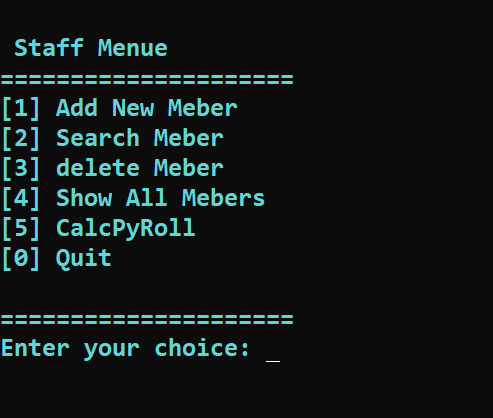 Staff Menue
=====================
[1] Add New Meber
[2] Search Meber
[3] delete Meber
[4] Show All Mebers
[5] CalcPyRoll
[0] Quit
=====================
Enter your choice: _